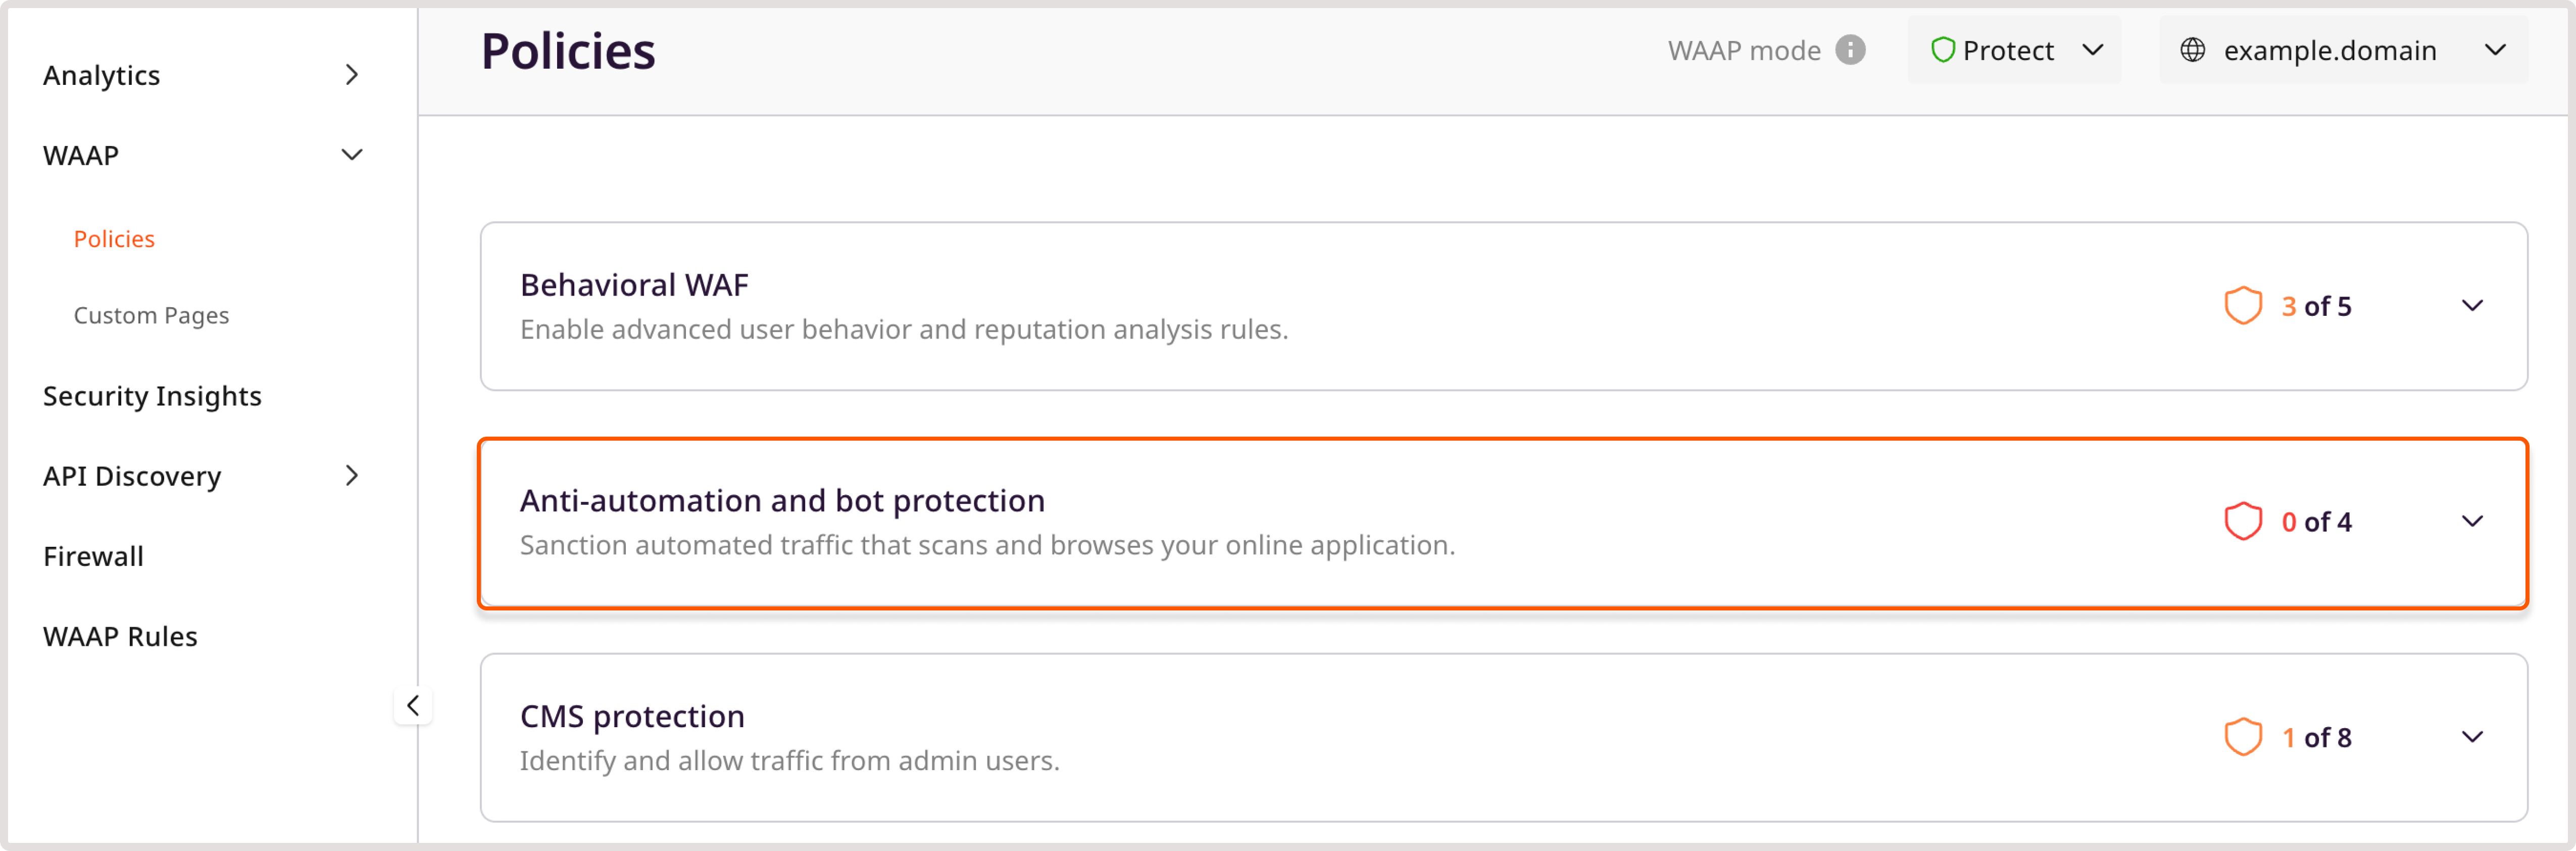 Analytics
WAAP
Policies
Custom Pages
Security Insights
API Discovery
Firewall
WAAP Rules
Policies
WAAP mode
Protect
example.domain
Behavioral WAF
Enable advanced user behavior and reputation analysis rules.
3 of 5
Anti-automation and bot protection
Sanction automated traffic that scans and browses your online application.
0 of 4
CMS protection
Identify and allow traffic from admin users.
1 of 8